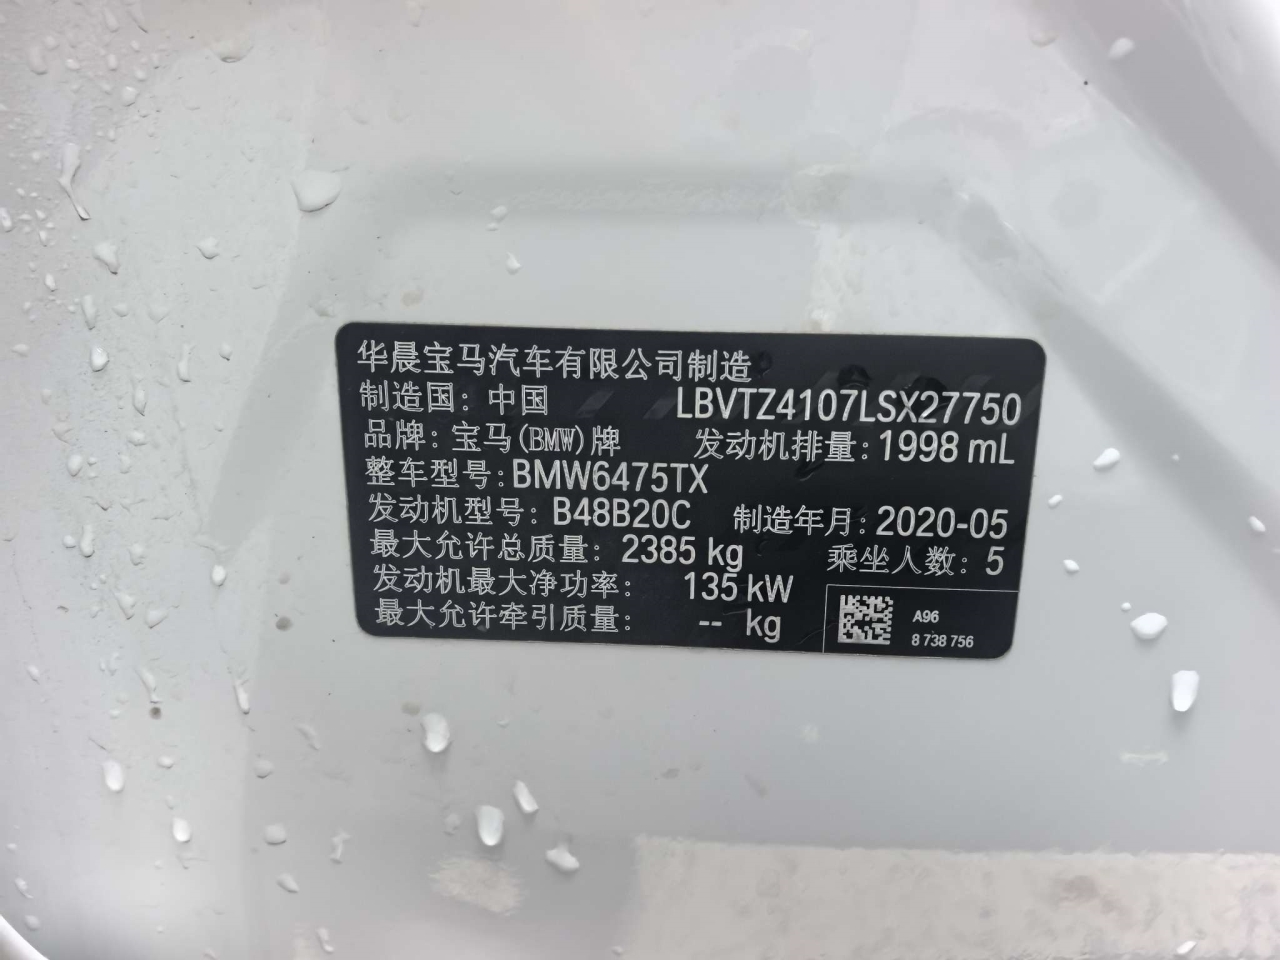 华晨宝马汽车有限公司制造
制造国: 中国 LBVTZ4107LSX27750
品牌: 宝马(BMW)牌 发动机排量: 1998 mL
整车型号: BMW6475TX
发动机型号: B48B20C 制造年月: 2020-05
最大允许总质量: 2385 kg 乘坐人数: 5
发动机最大净功率: 135 kW
最大允许牵引质量: -- kg
A96
8 738 756